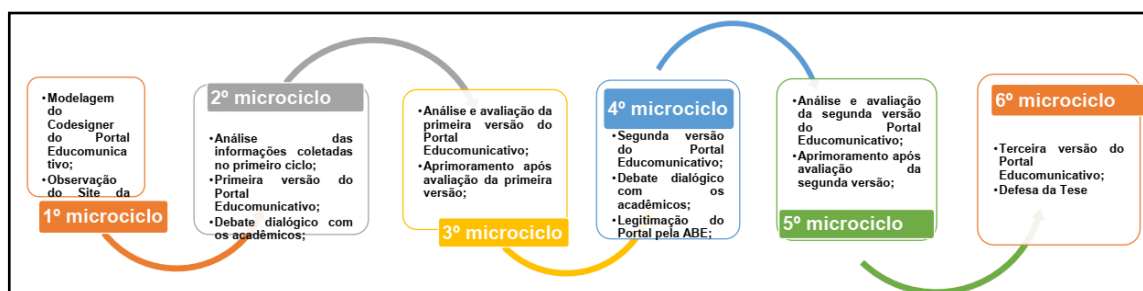 •Modelagem
do
Codesigner
do Portal
Educomunica
tivo;
•Observação
do Site da
1º microciclo
2º microciclo
•Análise das
informações coletadas
no primeiro ciclo;
•Primeira versão do
Portal
Educomunicativo;
•Debate dialógico com
os acadêmicos;
•Análise e avaliação da
primeira versão do
Portal
Educomunicativo;
•Aprimoramento após
avaliação da primeira
versão;
3º microciclo
4º microciclo
•Segunda versão
do Portal
Educomunicativo;
•Debate dialógico
com os
acadêmicos;
•Legitimação do
Portal pela ABE;
•Análise e avaliação
da segunda versão
do Portal
Educomunicativo;
•Aprimoramento após
avaliação da
segunda versão;
5º microciclo
6º microciclo
•Terceira versão do
Portal
Educomunicativo;
•Defesa da Tese